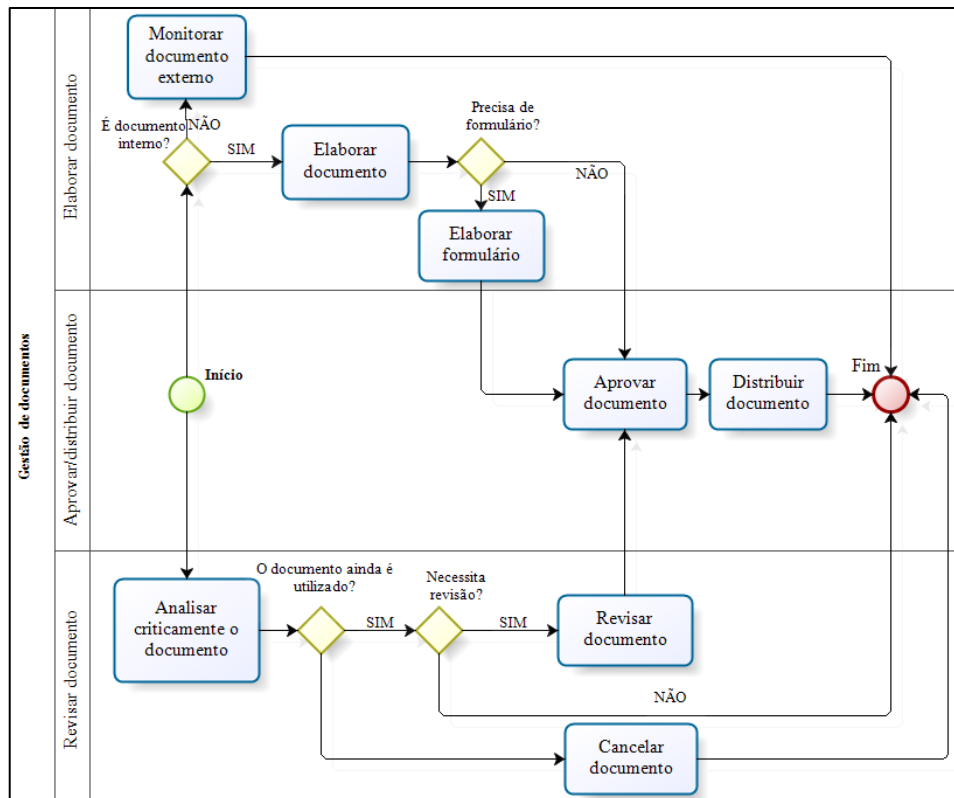 Gestão de documentos
Elaborar documento
Monitorar
documento
externo
É documento
interno?
NÃO
SIM
Elaborar
documento
Precisa de
formulário?
NÃO
SIM
Elaborar
formulário
Aprovar/distribuir documento
Início
Aprovar
documento
Distribuir
documento
Fim
Revisar documento
Analisar
criticamente o
documento
O documento ainda é
utilizado?
SIM
Necessita
revisão?
SIM
Revisar
documento
NÃO
Cancelar
documento